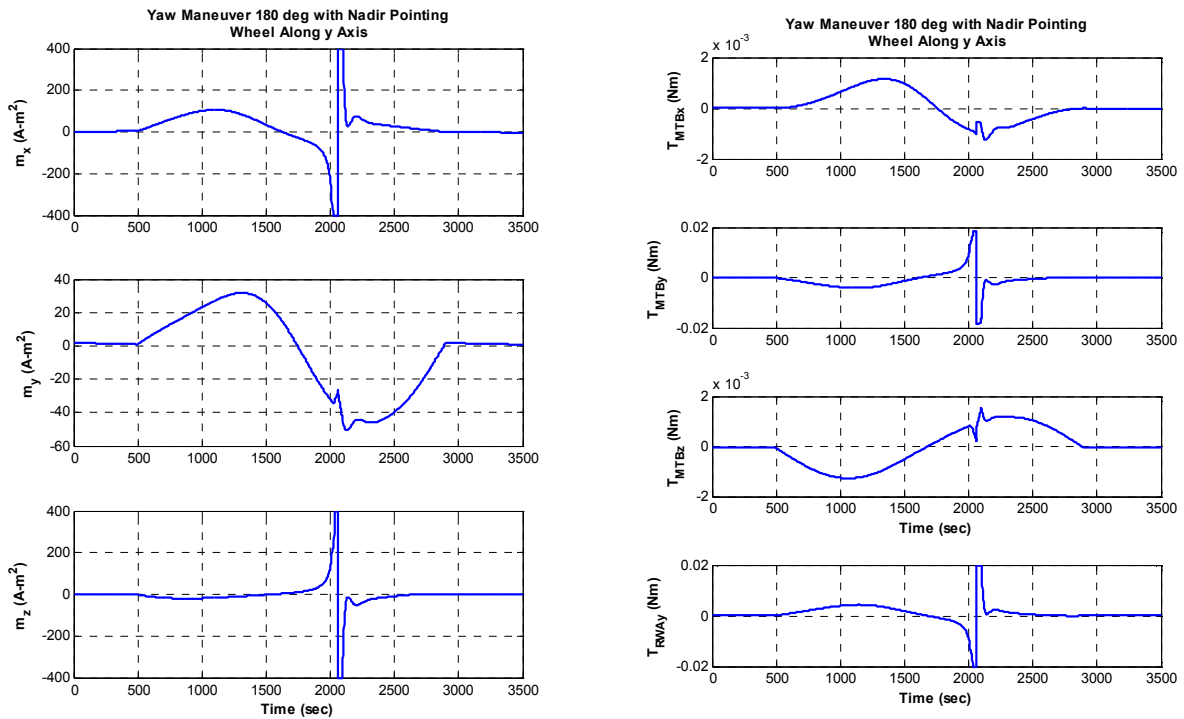 Yaw Maneuver 180 deg with Nadir Pointing
Wheel Along y Axis
400
200
0
-200
-400
m_x (A-m²)
0 500 1000 1500 2000 2500 3000 3500
40
20
0
-20
-40
-60
m_y (A-m²)
0 500 1000 1500 2000 2500 3000 3500
400
200
0
-200
-400
m_z (A-m²)
0 500 1000 1500 2000 2500 3000 3500
Time (sec)
Yaw Maneuver 180 deg with Nadir Pointing
Wheel Along y Axis
x 10⁻³
2
0
-2
T_MTBx (Nm)
0 500 1000 1500 2000 2500 3000 3500
0.02
0
-0.02
T_MTBy (Nm)
0 500 1000 1500 2000 2500 3000 3500
x 10⁻³
2
0
-2
T_MTBz (Nm)
0 500 1000 1500 2000 2500 3000 3500
Time (sec)
0.02
0
-0.02
T_RWAy (Nm)
0 500 1000 1500 2000 2500 3000 3500
Time (sec)